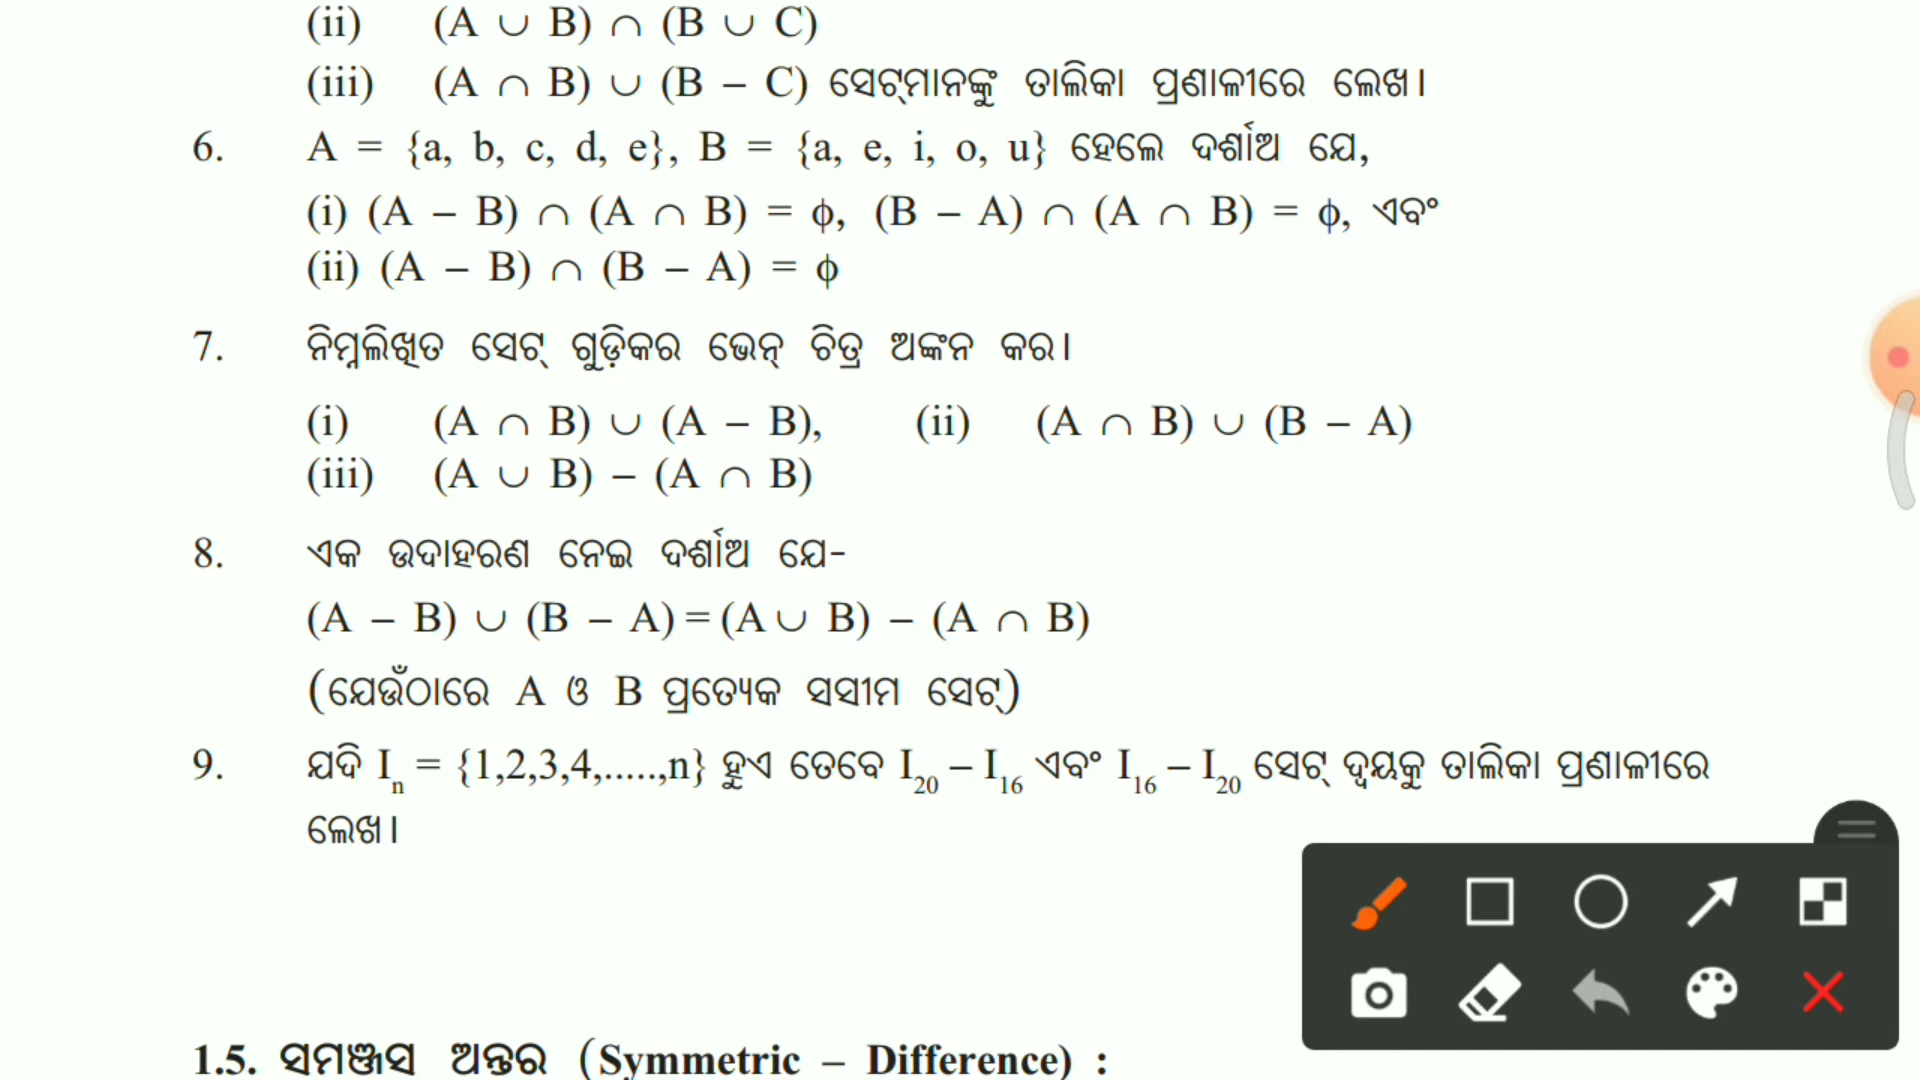 (ii) (A ∪ B) ∩ (B ∪ C)
(iii) (A ∩ B) ∪ (B – C) ସେଟ୍‌ମାନଙ୍କୁ ତାଲିକା ପ୍ରଣାଳୀରେ ଲେଖ।
6. A = {a, b, c, d, e}, B = {a, e, i, o, u} ହେଲେ ଦର୍ଶାଅ ଯେ,
(i) (A – B) ∩ (A ∩ B) = ϕ, (B – A) ∩ (A ∩ B) = ϕ, ଏବଂ
(ii) (A – B) ∩ (B – A) = ϕ
7. ନିମ୍ନଲିଖିତ ସେଟ୍ ଗୁଡ଼ିକର ଭେନ୍ ଚିତ୍ର ଅଙ୍କନ କର।
(i) (A ∩ B) ∪ (A – B), (ii) (A ∩ B) ∪ (B – A)
(iii) (A ∪ B) – (A ∩ B)
8. ଏକ ଉଦାହରଣ ନେଇ ଦର୍ଶାଅ ଯେ-
(A – B) ∪ (B – A) = (A ∪ B) – (A ∩ B)
(ଯେଉଁଠାରେ A ଓ B ପ୍ରତ୍ୟେକ ସସୀମ ସେଟ୍)
9. ଯଦି Iₙ = {1,2,3,4,.....,n} ହୁଏ ତେବେ I₂₀ – I₁₆ ଏବଂ I₁₆ – I₂₀ ସେଟ୍ ଦ୍ୱୟକୁ ତାଲିକା ପ୍ରଣାଳୀରେ
ଲେଖ।
1.5. ସମଞ୍ଜସ ଅନ୍ତର (Symmetric – Difference) :